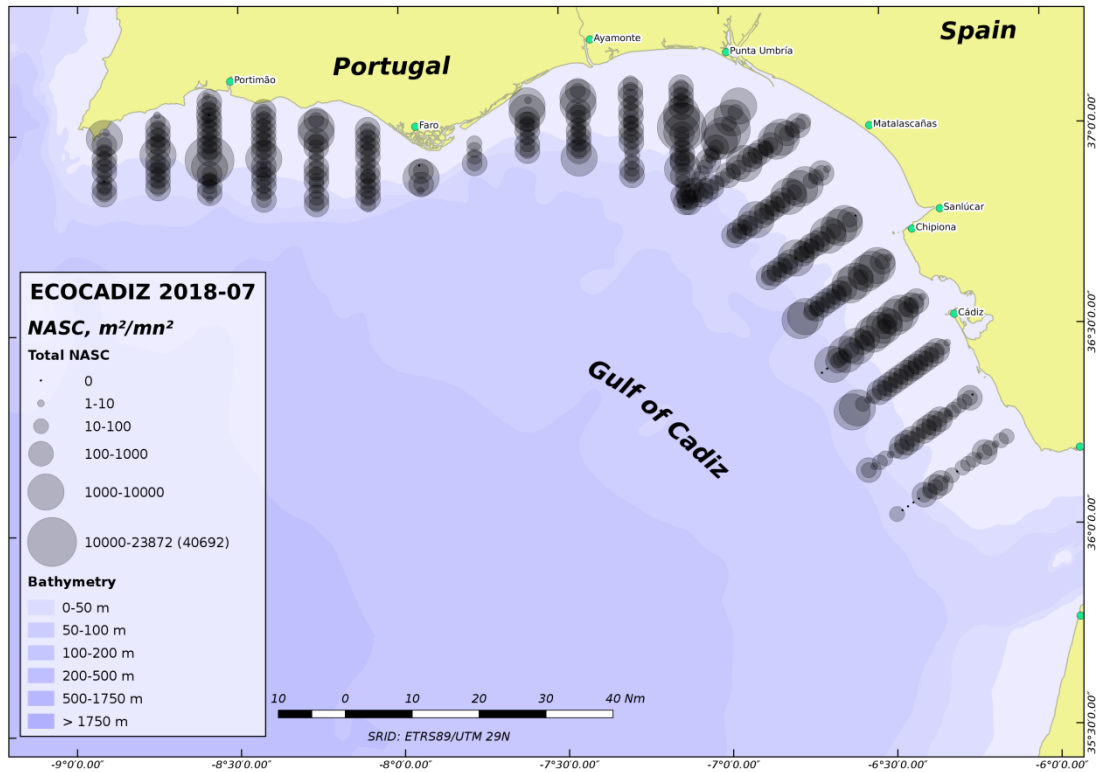 Spain
Portugal
Ayamonte
Punta Umbría
Portimão
Faro
Matalascañas
Sanlúcar
Chipiona
Cádiz
Gulf of Cadiz
ECOCADIZ 2018-07
NASC, m²/mn²
Total NASC
0
1-10
10-100
100-1000
1000-10000
10000-23872 (40692)
Bathymetry
0-50 m
50-100 m
100-200 m
200-500 m
500-1750 m
> 1750 m
10 0 10 20 30 40 Nm
SRID: ETRS89/UTM 29N
37°0'0.00"
36°30'0.00"
36°0'0.00"
35°30'0.00"
-9°0'0.00" -8°30'0.00" -8°0'0.00" -7°30'0.00" -7°0'0.00" -6°30'0.00" -6°0'0.00"